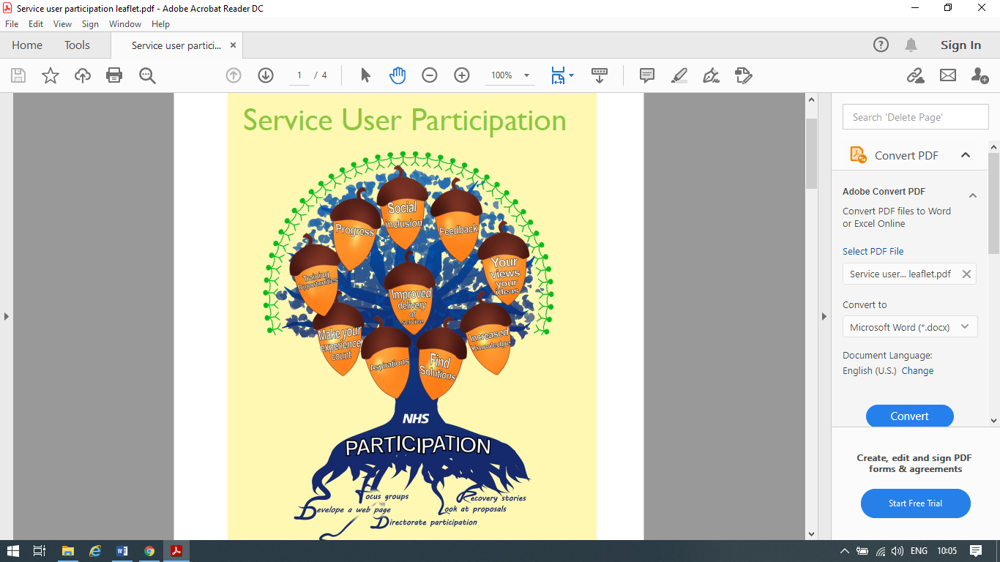 Service user participation leaflet.pdf - Adobe Acrobat Reader DC
File Edit View Sign Window Help
Home Tools Service user partici... ×
Sign In
1 / 4
100%
Service User Participation
Social
inclusion
Progress
Feedback
Training
Opportunities
Your
views
your
ideas
Improved
delivery
of
service
Make your
experience
count
Increased
Knowledge
Aspirations
Find
Solutions
NHS
PARTICIPATION
Focus groups
Recovery stories
Develope a web page
Look at proposals
Directorate participation
Search 'Delete Page'
Convert PDF
Adobe Convert PDF
Convert PDF files to Word
or Excel Online
Select PDF File
Service user... leaflet.pdf
Convert to
Microsoft Word (*.docx)
Document Language:
English (U.S.) Change
Convert
Create, edit and sign PDF
forms & agreements
Start Free Trial
ENG 10:05